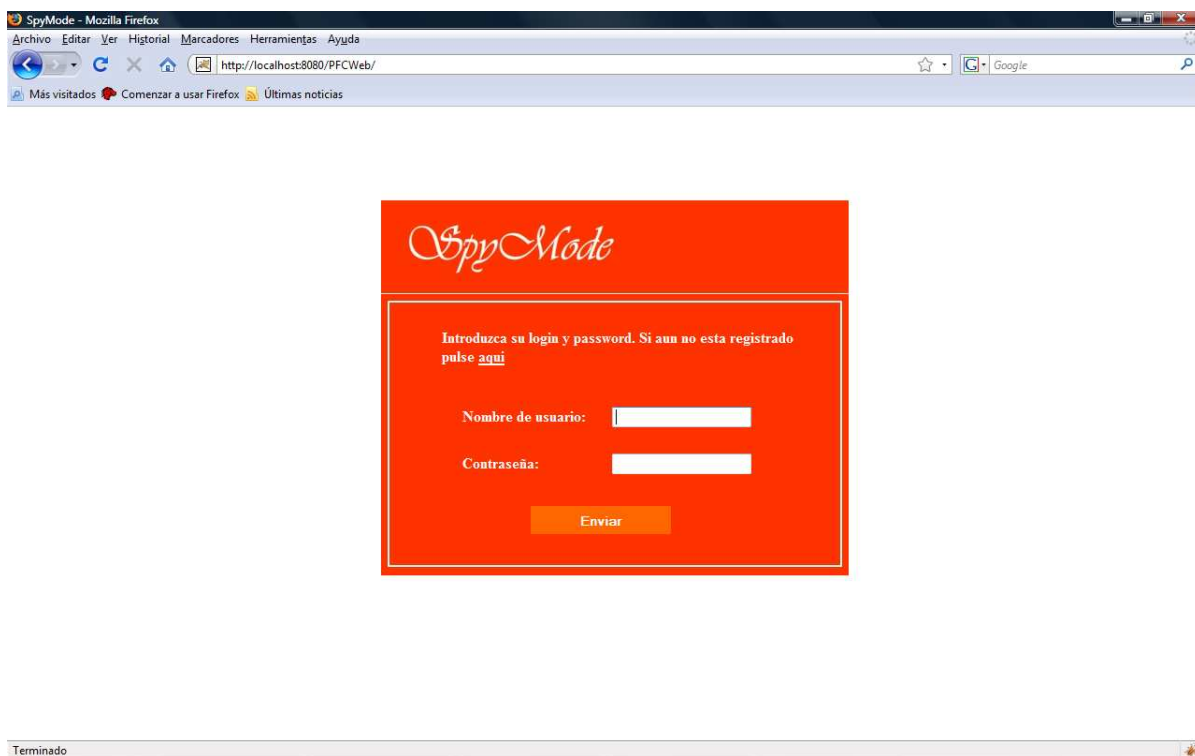 SpyMode - Mozilla Firefox
Archivo Editar Ver Historial Marcadores Herramientas Ayuda
http://localhost:8080/PFCWeb/
G Google
Más visitados Comenzar a usar Firefox Últimas noticias
SpyMode
Introduzca su login y password. Si aun no esta registrado
pulse aqui
Nombre de usuario:
Contraseña:
Enviar
Terminado